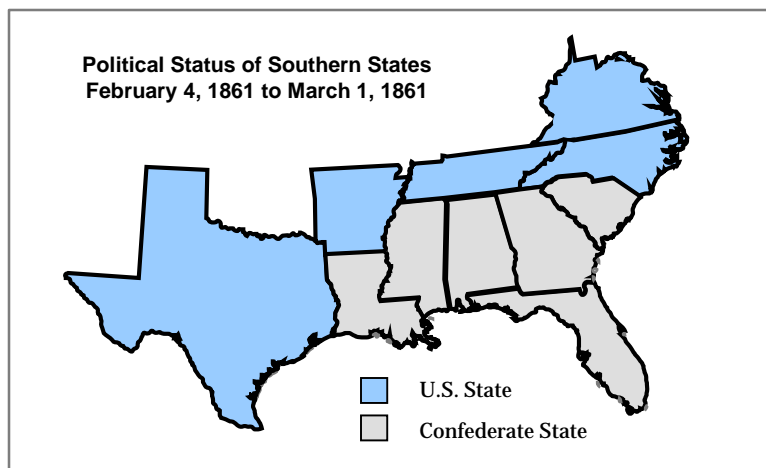 Political Status of Southern States
February 4, 1861 to March 1, 1861
U.S. State
Confederate State